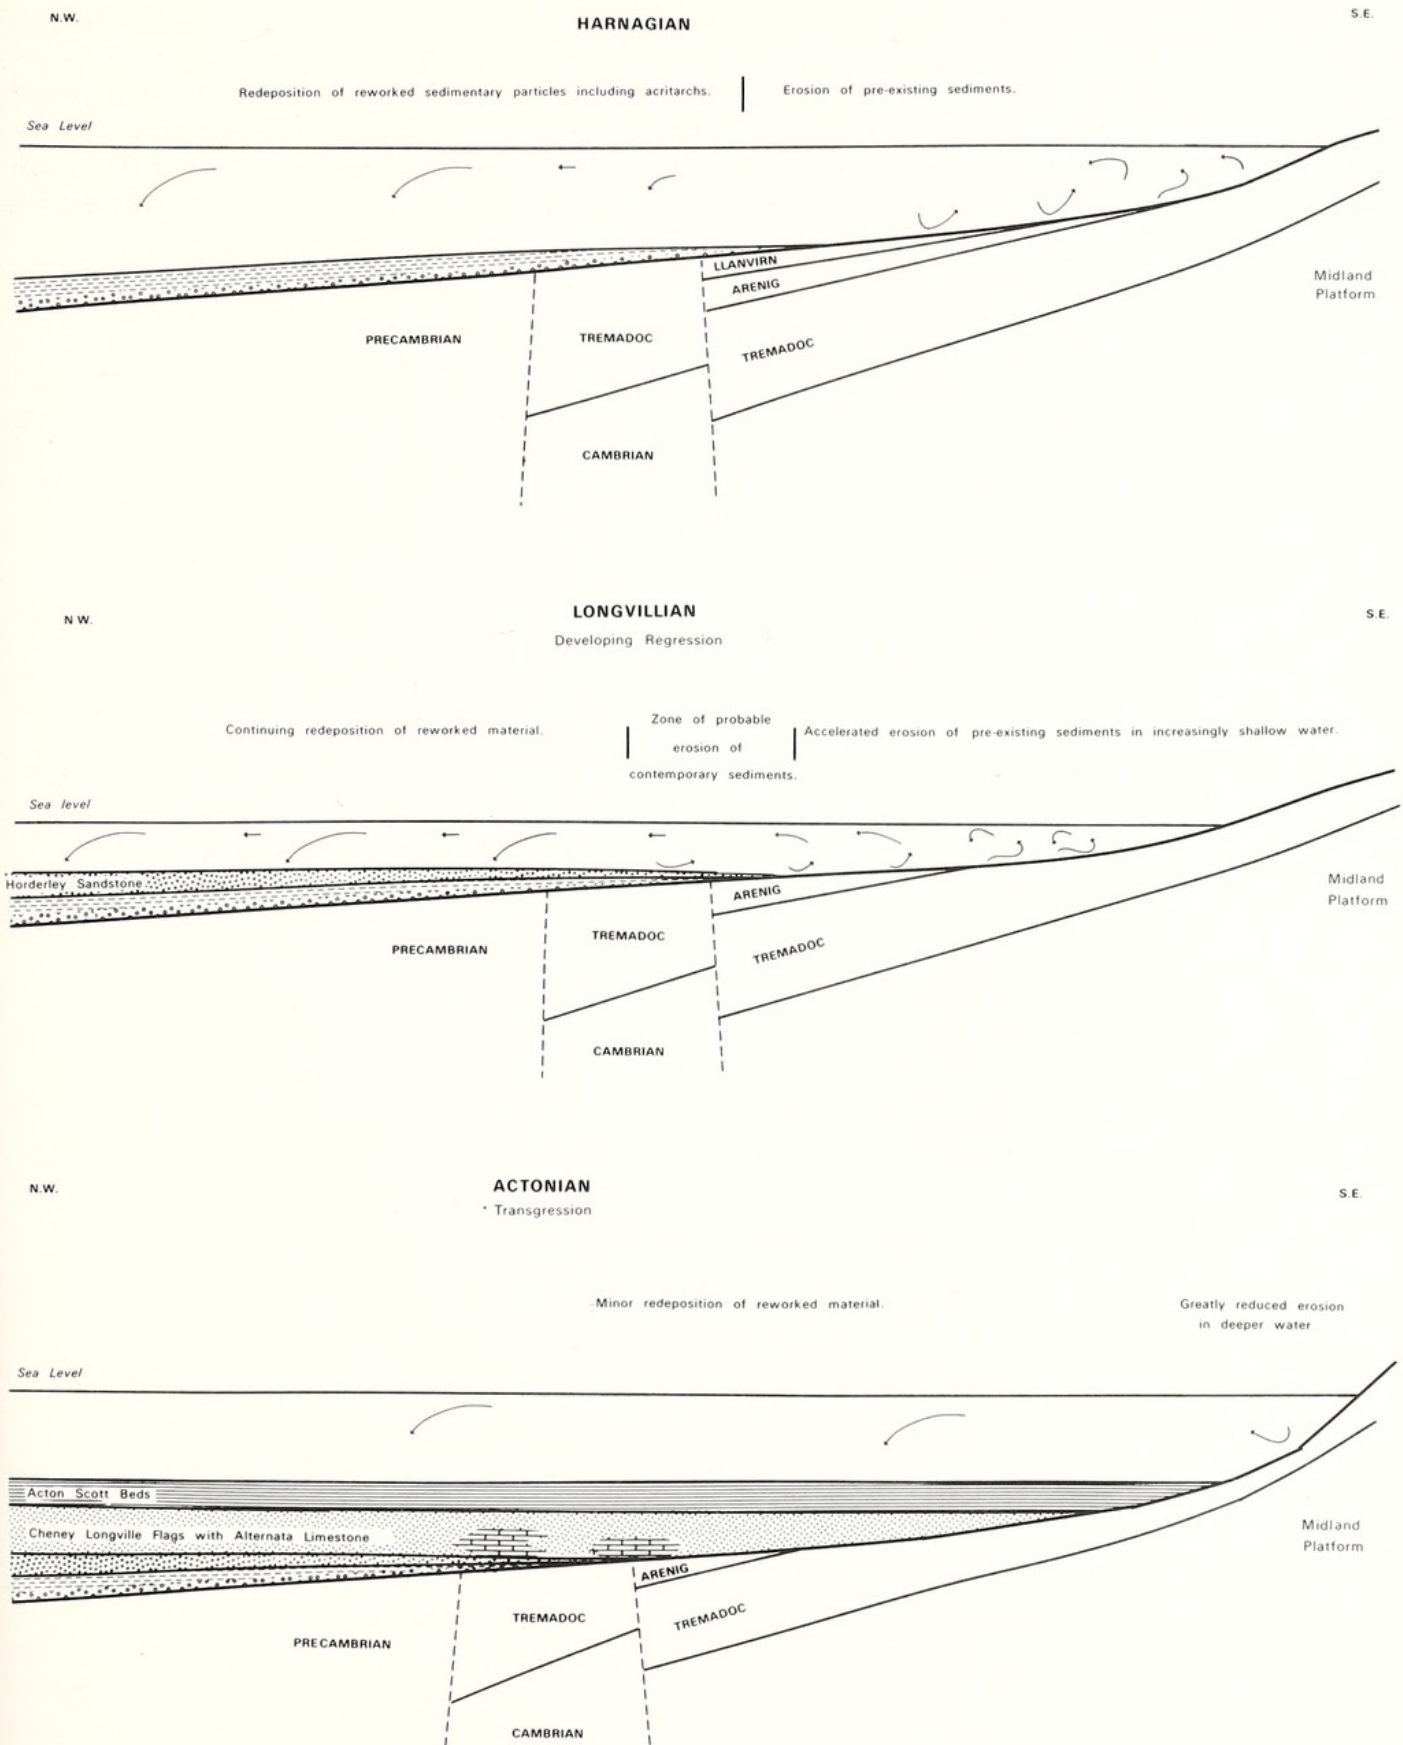 N.W.
HARNAGIAN
S.E.
Redeposition of reworked sedimentary particles including acritarchs.
Erosion of pre-existing sediments.
Sea Level
LLANVIRN
ARENIG
Midland
Platform
PRECAMBRIAN
TREMADOC
TREMADOC
CAMBRIAN
N W.
LONGVILLIAN
S.E.
Developing Regression
Continuing redeposition of reworked material.
Zone of probable
erosion of
contemporary sediments.
Accelerated erosion of pre-existing sediments in increasingly shallow water.
Sea level
Horderley Sandstone
ARENIG
Midland
Platform
PRECAMBRIAN
TREMADOC
TREMADOC
CAMBRIAN
N.W.
ACTONIAN
S.E.
Transgression
Minor redeposition of reworked material.
Greatly reduced erosion
in deeper water
Sea Level
Acton Scott Beds
Cheney Longville Flags with Alternata Limestone
Midland
Platform
ARENIG
TREMADOC
TREMADOC
PRECAMBRIAN
CAMBRIAN